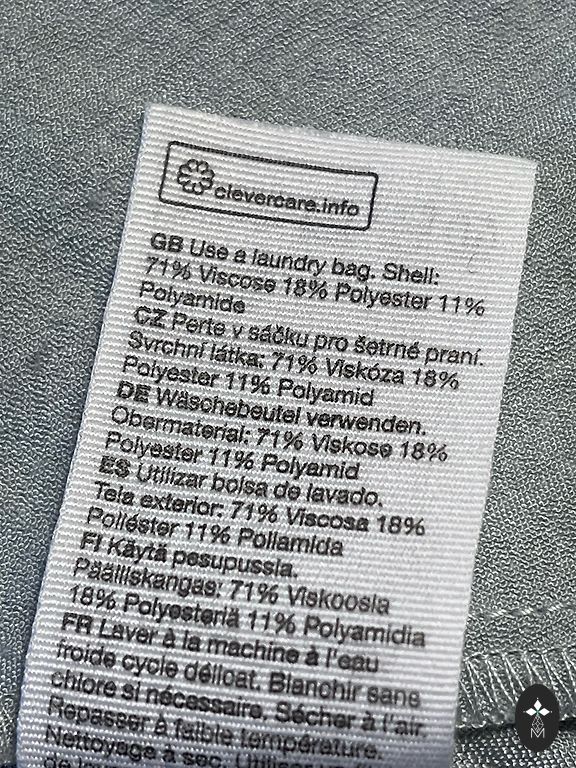 clevercare.info
GB Use a laundry bag. Shell:
71% Viscose 18% Polyester 11%
Polyamide
CZ Perte v sáčku pro šetrné praní.
Svrchní látka: 71% Viskóza 18%
Polyester 11% Polyamid
DE Wäschebeutel verwenden.
Obermaterial: 71% Viskose 18%
Polyester 11% Polyamid
ES Utilizar bolsa de lavado.
Tela exterior: 71% Viscosa 18%
Poliéster 11% Poliamida
FI Käytä pesupussia.
Päälliskangas: 71% Viskoosia
18% Polyesteriä 11% Polyamidia
FR Laver à la machine à l'eau
froide cycle délicat. Blanchir sans
chlore si nécessaire. Sécher à l'air.
Repasser à faible température.
Nettoyage à sec. Utiliser un
M